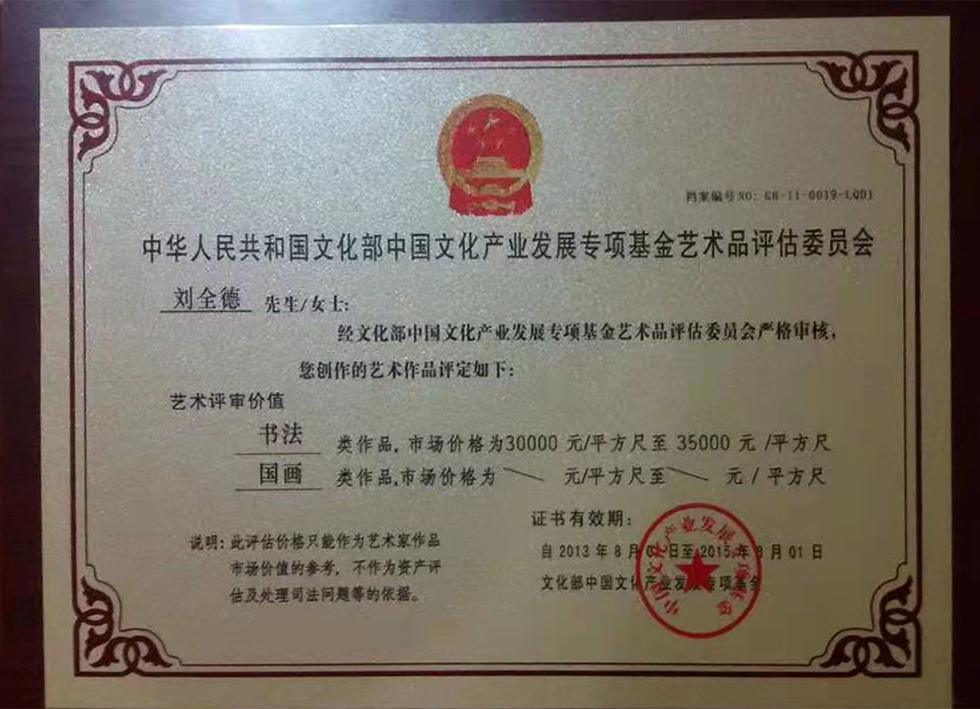 档案编号NO: GH-11-0039-LQDJ
中华人民共和国文化部中国文化产业发展专项基金艺术品评估委员会
刘全德 先生/女士:
经文化部中国文化产业发展专项基金艺术品评估委员会严格审核,
您创作的艺术作品评定如下:
艺术评审价值
书法 类作品, 市场价格为30000 元/平方尺至 35000 元 /平方尺
国画 类作品,市场价格为 元/平方尺至 元 / 平方尺
说明: 此评估价格只能作为艺术家作品
市场价值的参考, 不作为资产评
估及处理司法问题等的依据。
证书有效期:
自 2013 年 8 月 日至 2015 年 8 月 01 日
文化部中国文化产业发展专项基金